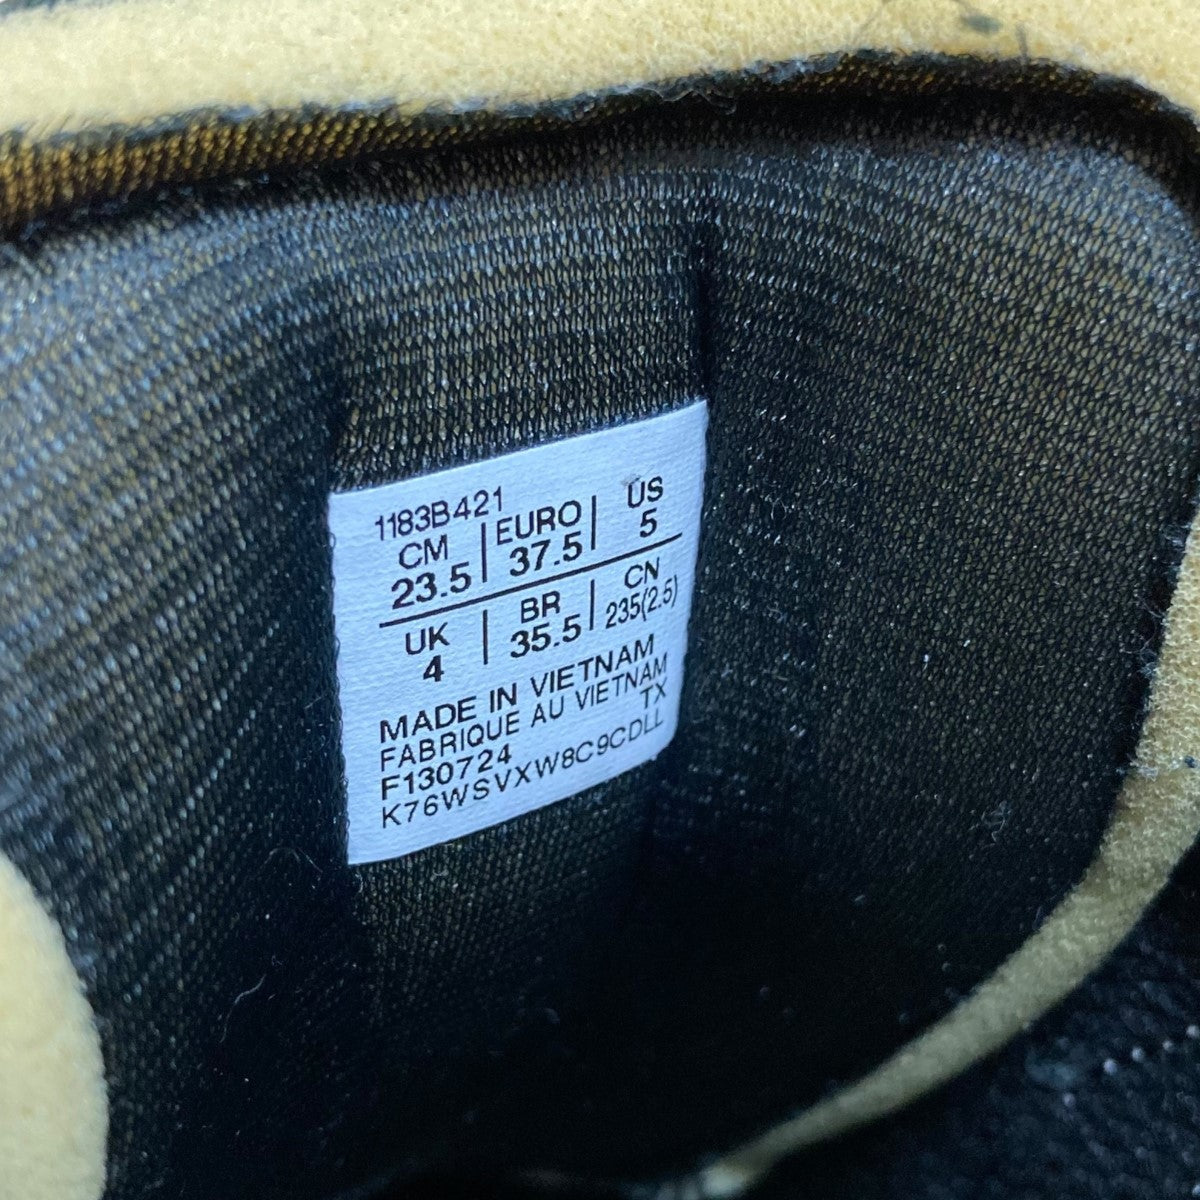 1183B421
CM EURO US
23.5 37.5 5
UK BR CN
4 35.5 235(2.5)
MADE IN VIETNAM
FABRIQUE AU VIETNAM
F130724 TX
K76WSVXW8C9CDLL